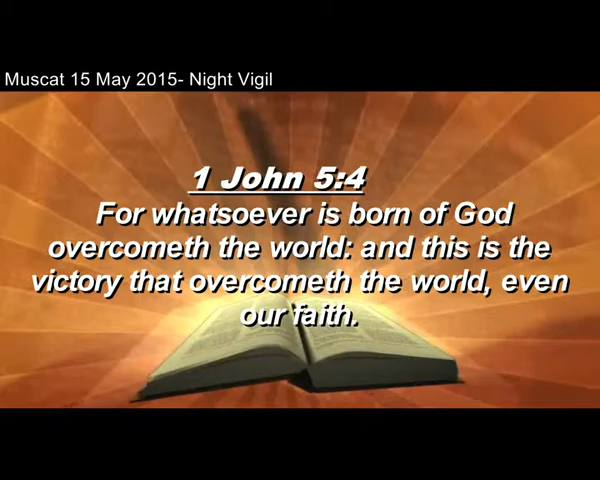 Muscat 15 May 2015- Night Vigil
1 John 5:4
For whatsoever is born of God
overcometh the world: and this is the
victory that overcometh the world, even
our faith.